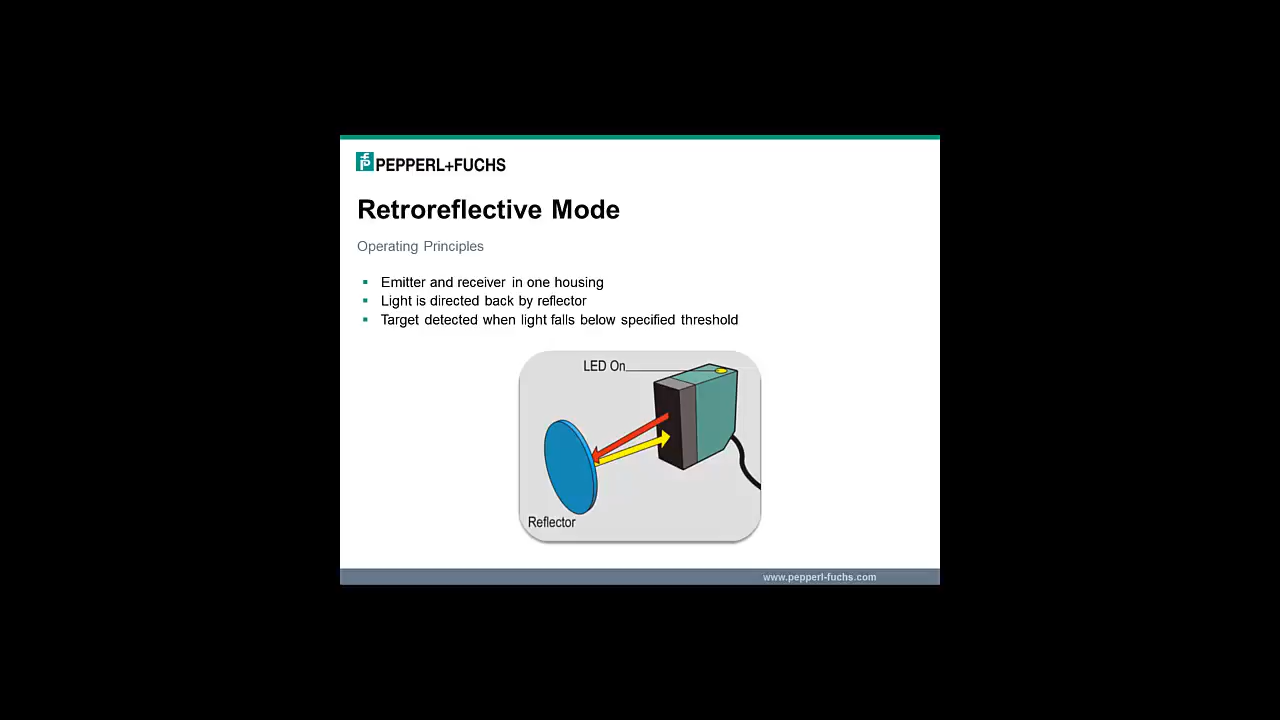 PEPPERL+FUCHS
Retroreflective Mode
Operating Principles
Emitter and receiver in one housing
Light is directed back by reflector
Target detected when light falls below specified threshold
LED On
Reflector
www.pepperl-fuchs.com